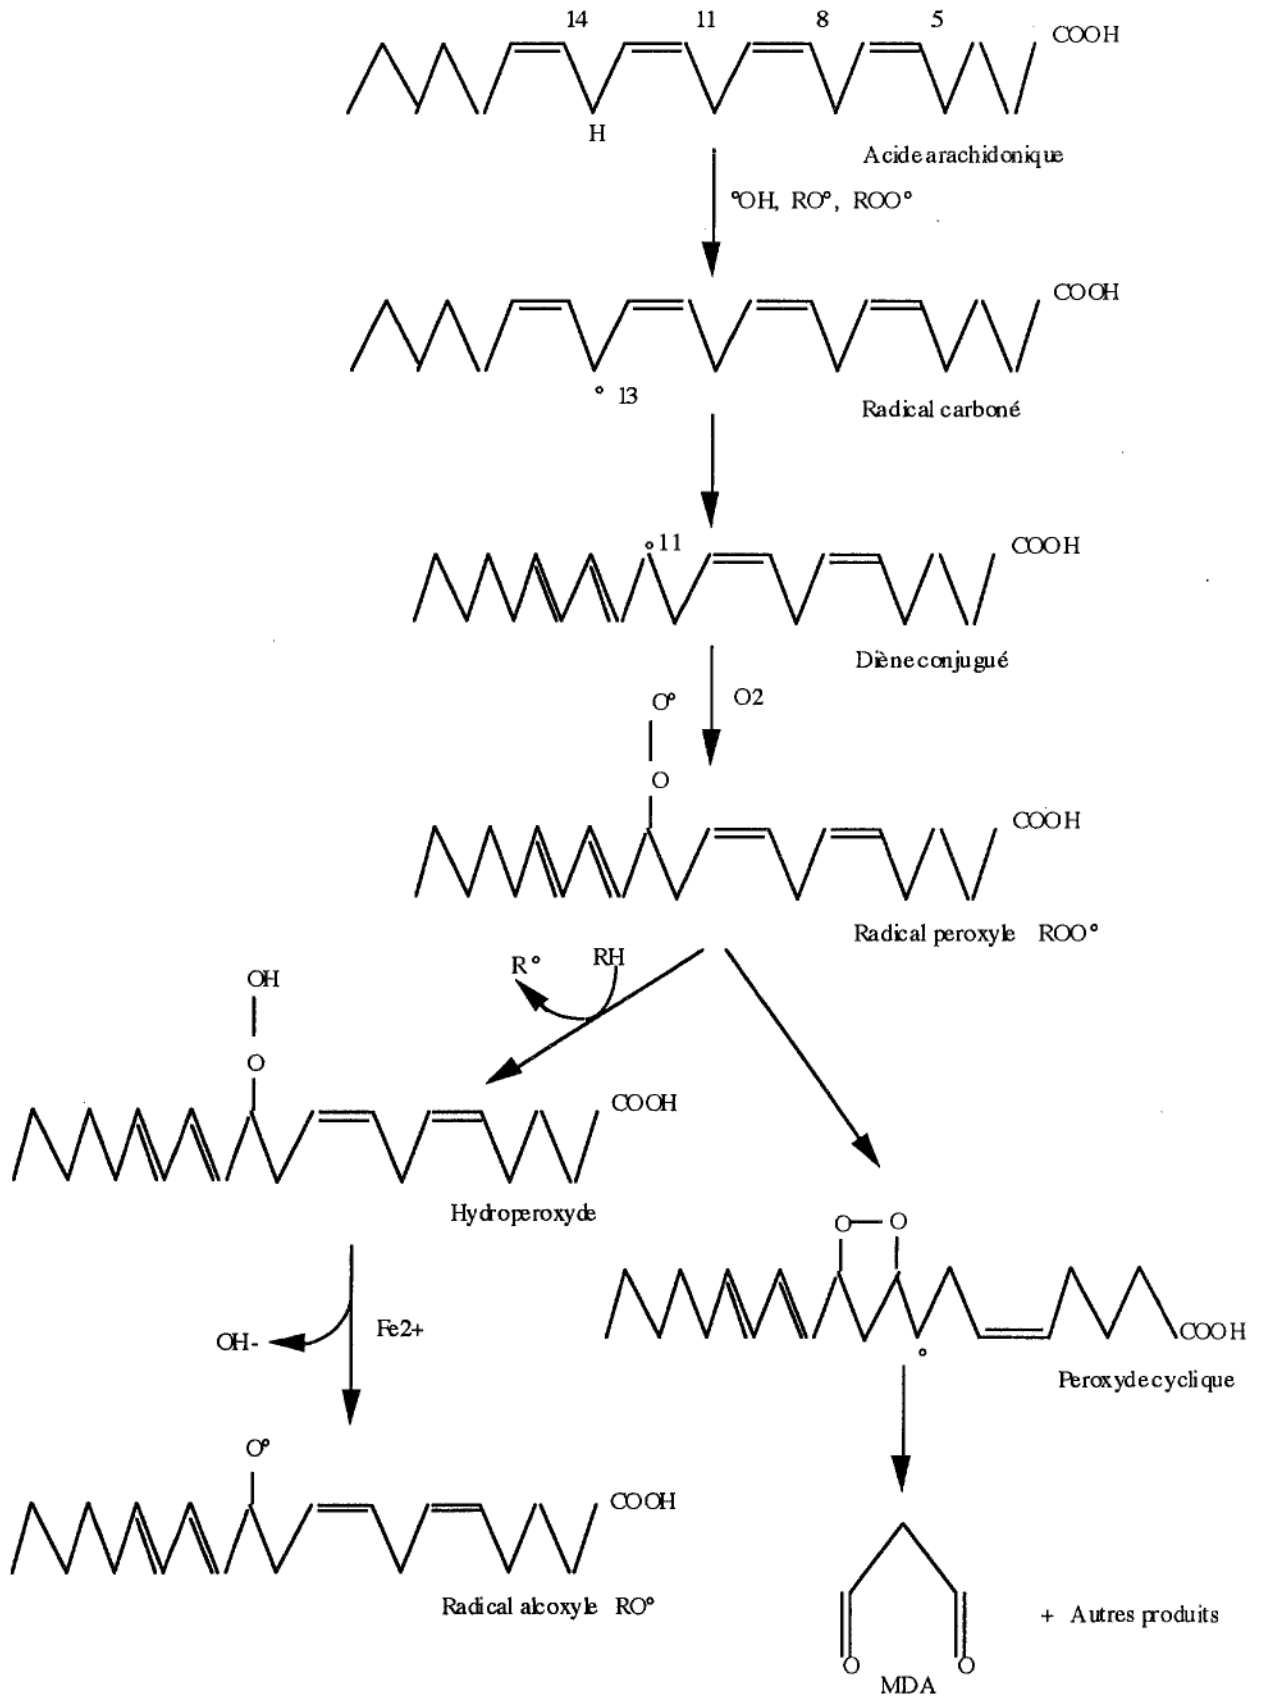 14 11 8 5
COOH
H
Acide arachidonique
°OH, RO°, ROO°
COOH
° 13
Radical carboné
°11
COOH
Diène conjugué
O°
O2
O
COOH
Radical peroxyle ROO°
R° RH
OH
O
COOH
Hydroperoxyde
O O
OH- Fe2+
COOH
°
Peroxyde cyclique
O°
COOH
Radical alcoxyle RO°
+ Autres produits
O O
MDA